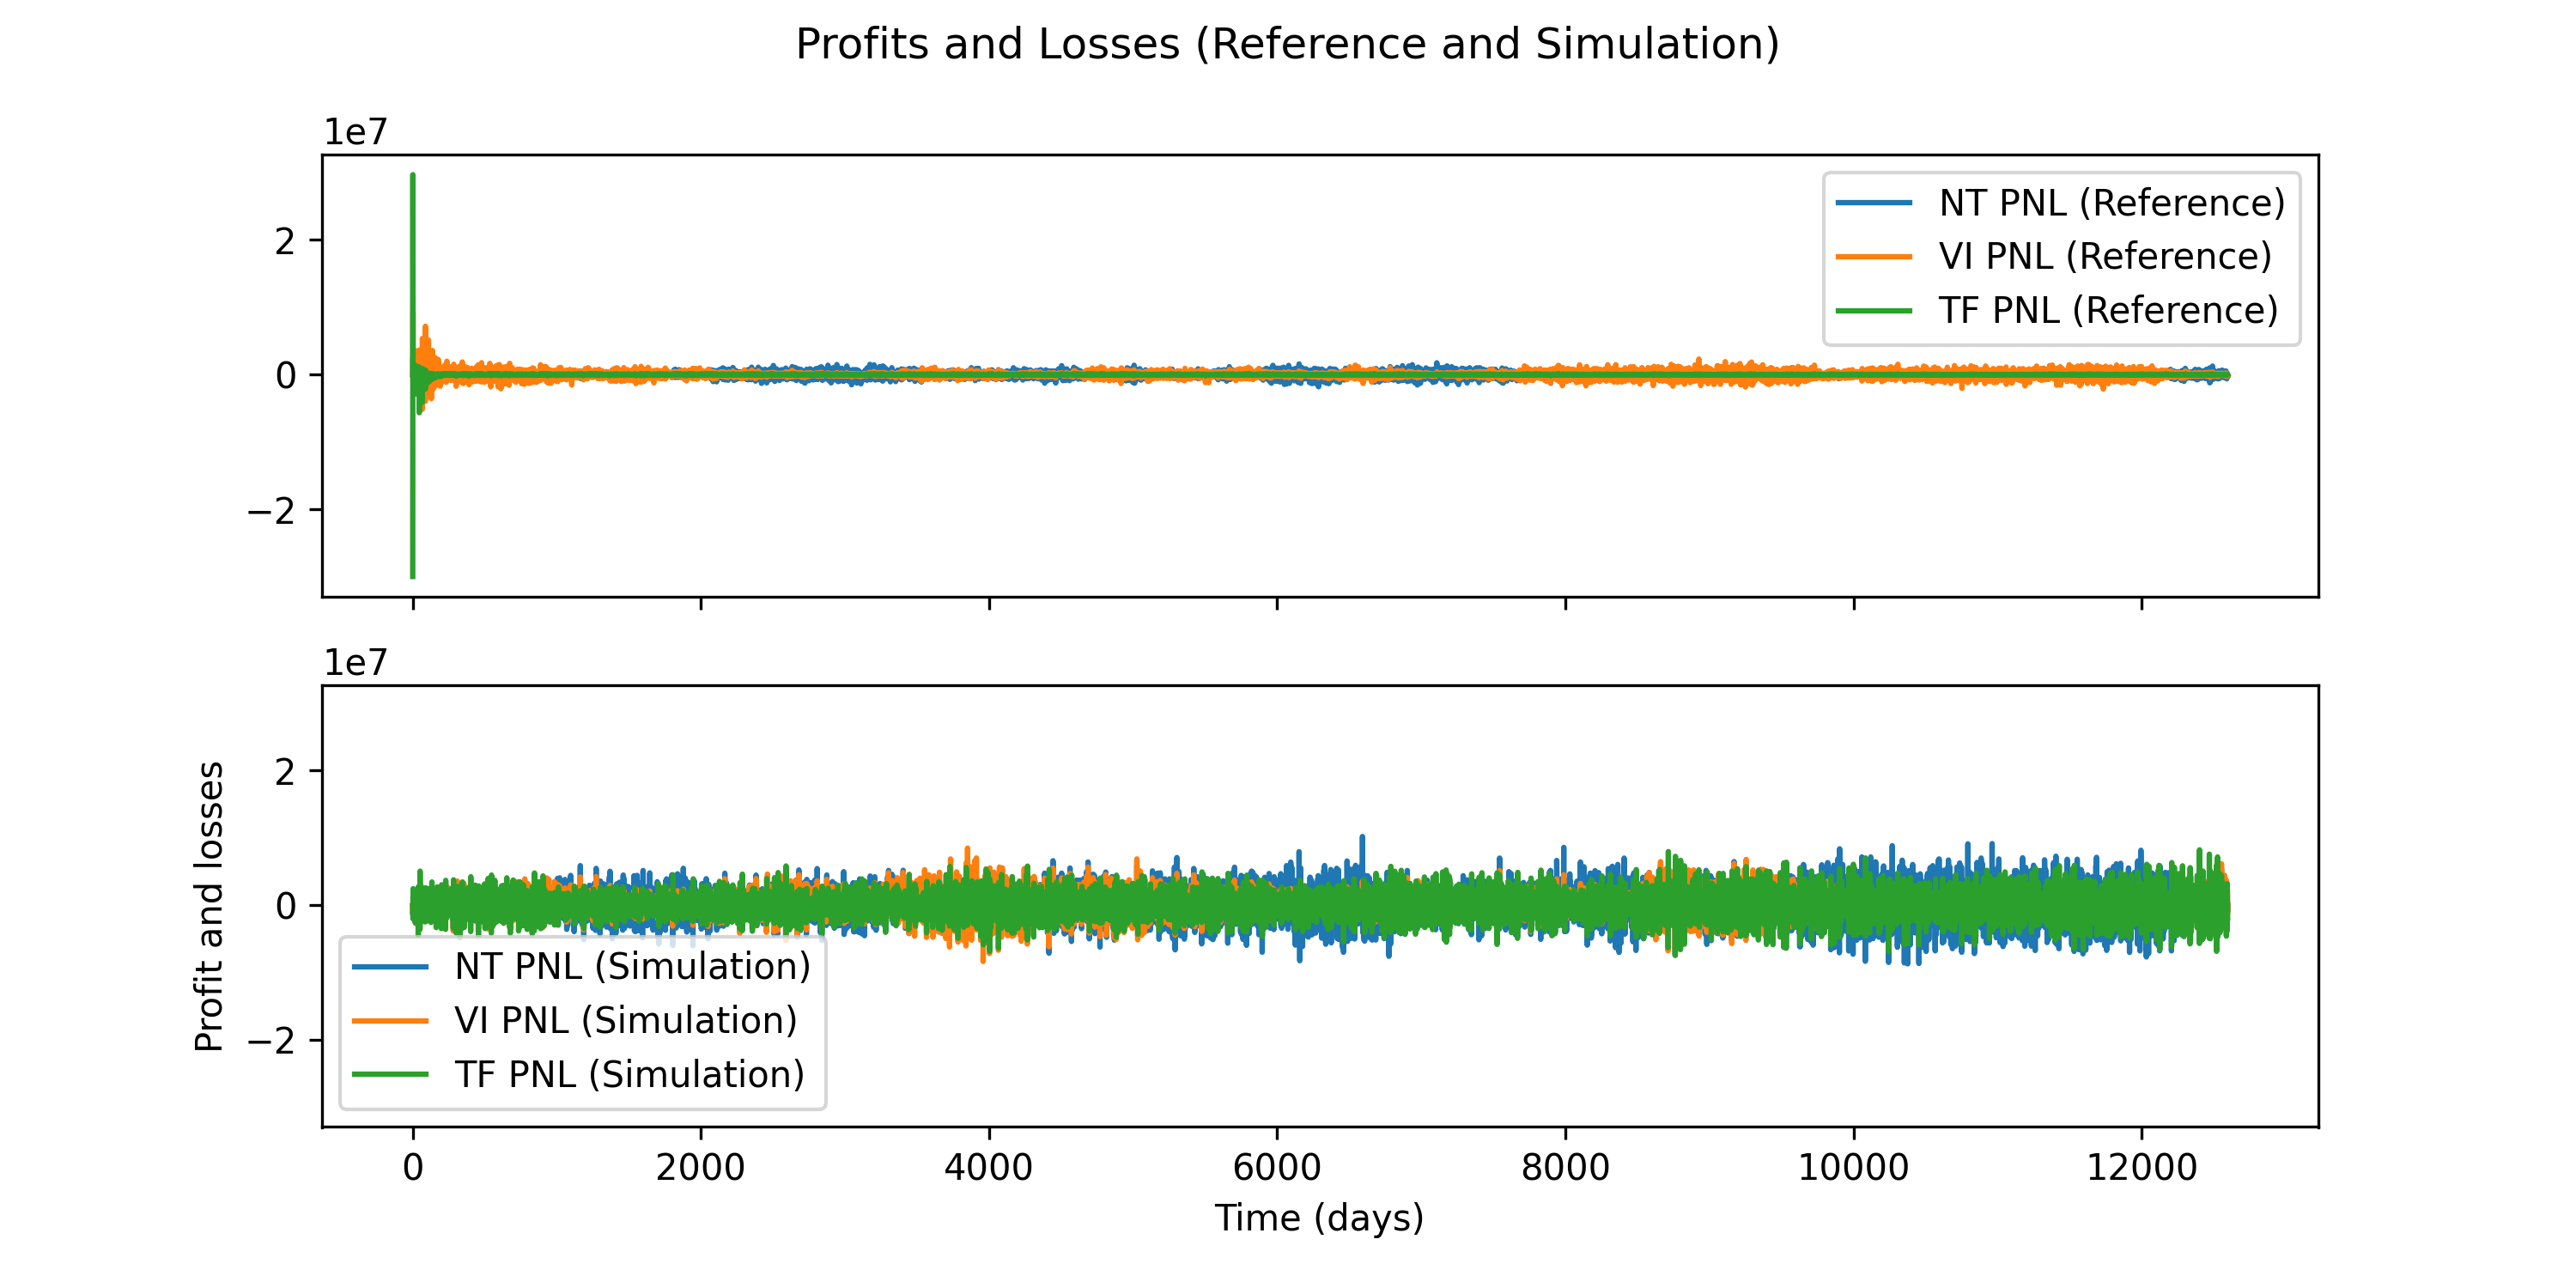 Profits and Losses (Reference and Simulation)
1e7
2
0
−2
NT PNL (Reference)
VI PNL (Reference)
TF PNL (Reference)
1e7
2
0
−2
Profit and losses
NT PNL (Simulation)
VI PNL (Simulation)
TF PNL (Simulation)
0 2000 4000 6000 8000 10000 12000
Time (days)